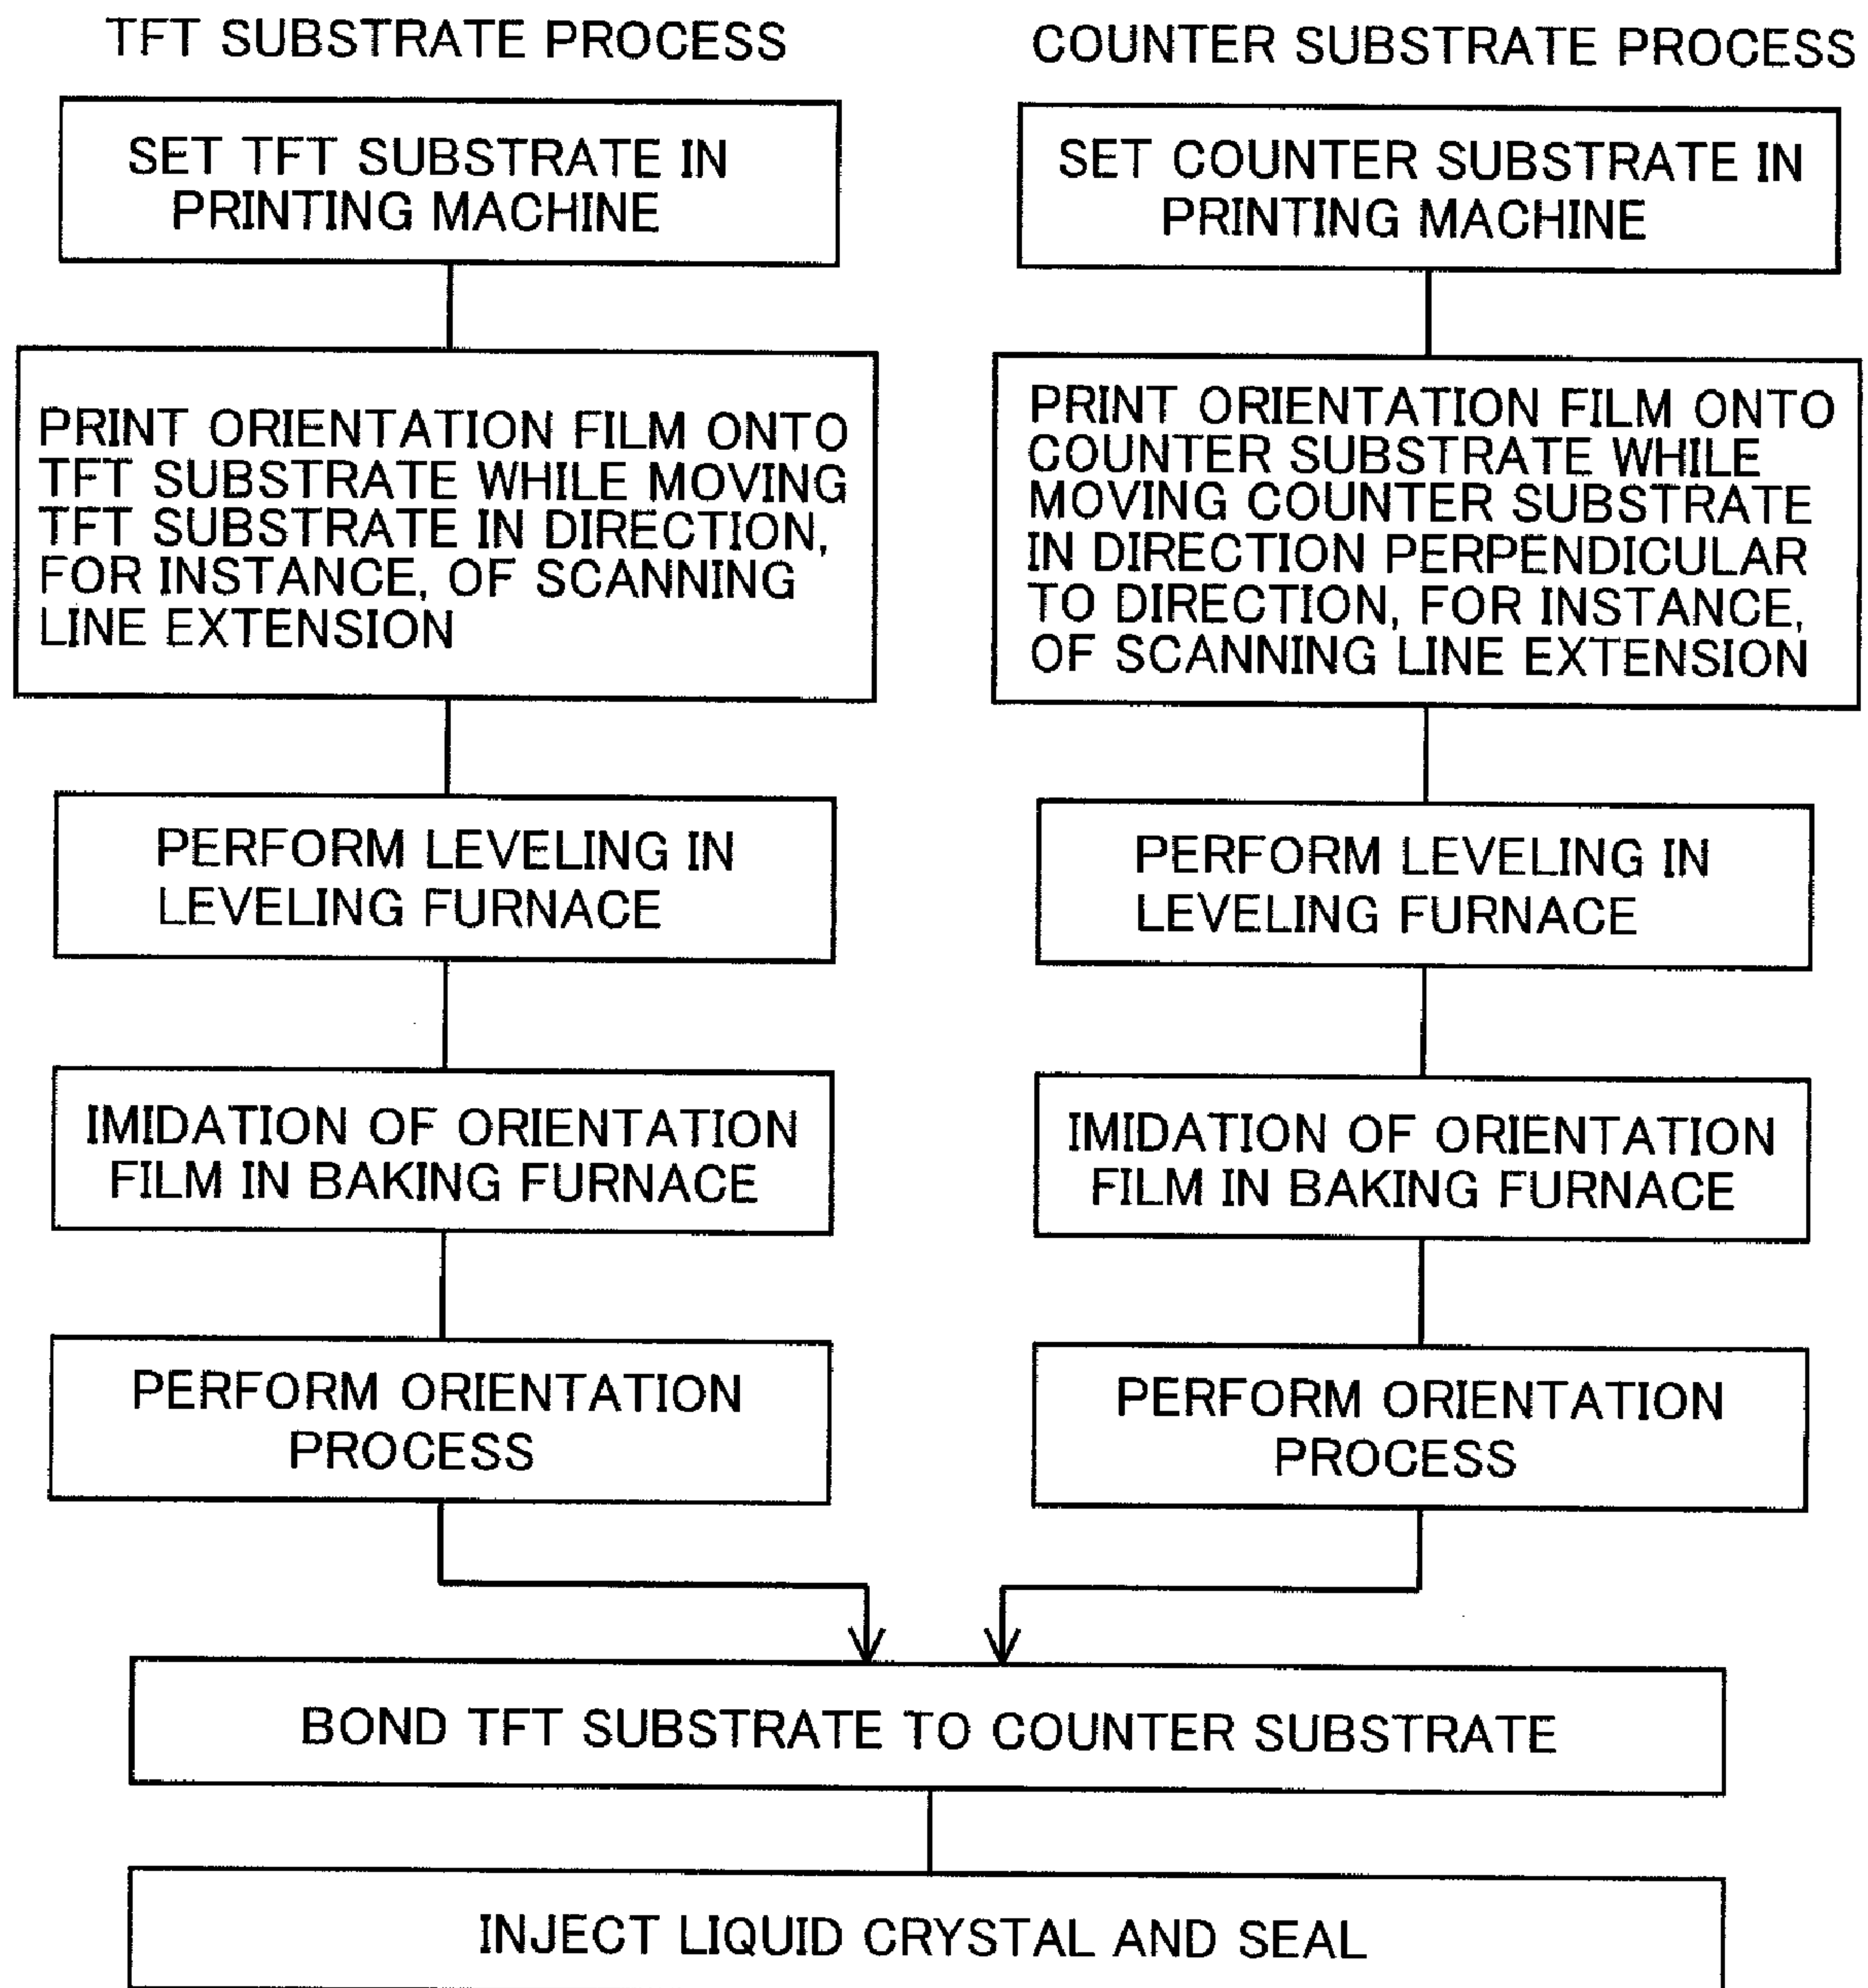 TFT SUBSTRATE PROCESS
SET TFT SUBSTRATE IN
PRINTING MACHINE
PRINT ORIENTATION FILM ONTO
TFT SUBSTRATE WHILE MOVING
TFT SUBSTRATE IN DIRECTION,
FOR INSTANCE, OF SCANNING
LINE EXTENSION
PERFORM LEVELING IN
LEVELING FURNACE
IMIDATION OF ORIENTATION
FILM IN BAKING FURNACE
PERFORM ORIENTATION
PROCESS
COUNTER SUBSTRATE PROCESS
SET COUNTER SUBSTRATE IN
PRINTING MACHINE
PRINT ORIENTATION FILM ONTO
COUNTER SUBSTRATE WHILE
MOVING COUNTER SUBSTRATE
IN DIRECTION PERPENDICULAR
TO DIRECTION, FOR INSTANCE,
OF SCANNING LINE EXTENSION
PERFORM LEVELING IN
LEVELING FURNACE
IMIDATION OF ORIENTATION
FILM IN BAKING FURNACE
PERFORM ORIENTATION
PROCESS
BOND TFT SUBSTRATE TO COUNTER SUBSTRATE
INJECT LIQUID CRYSTAL AND SEAL